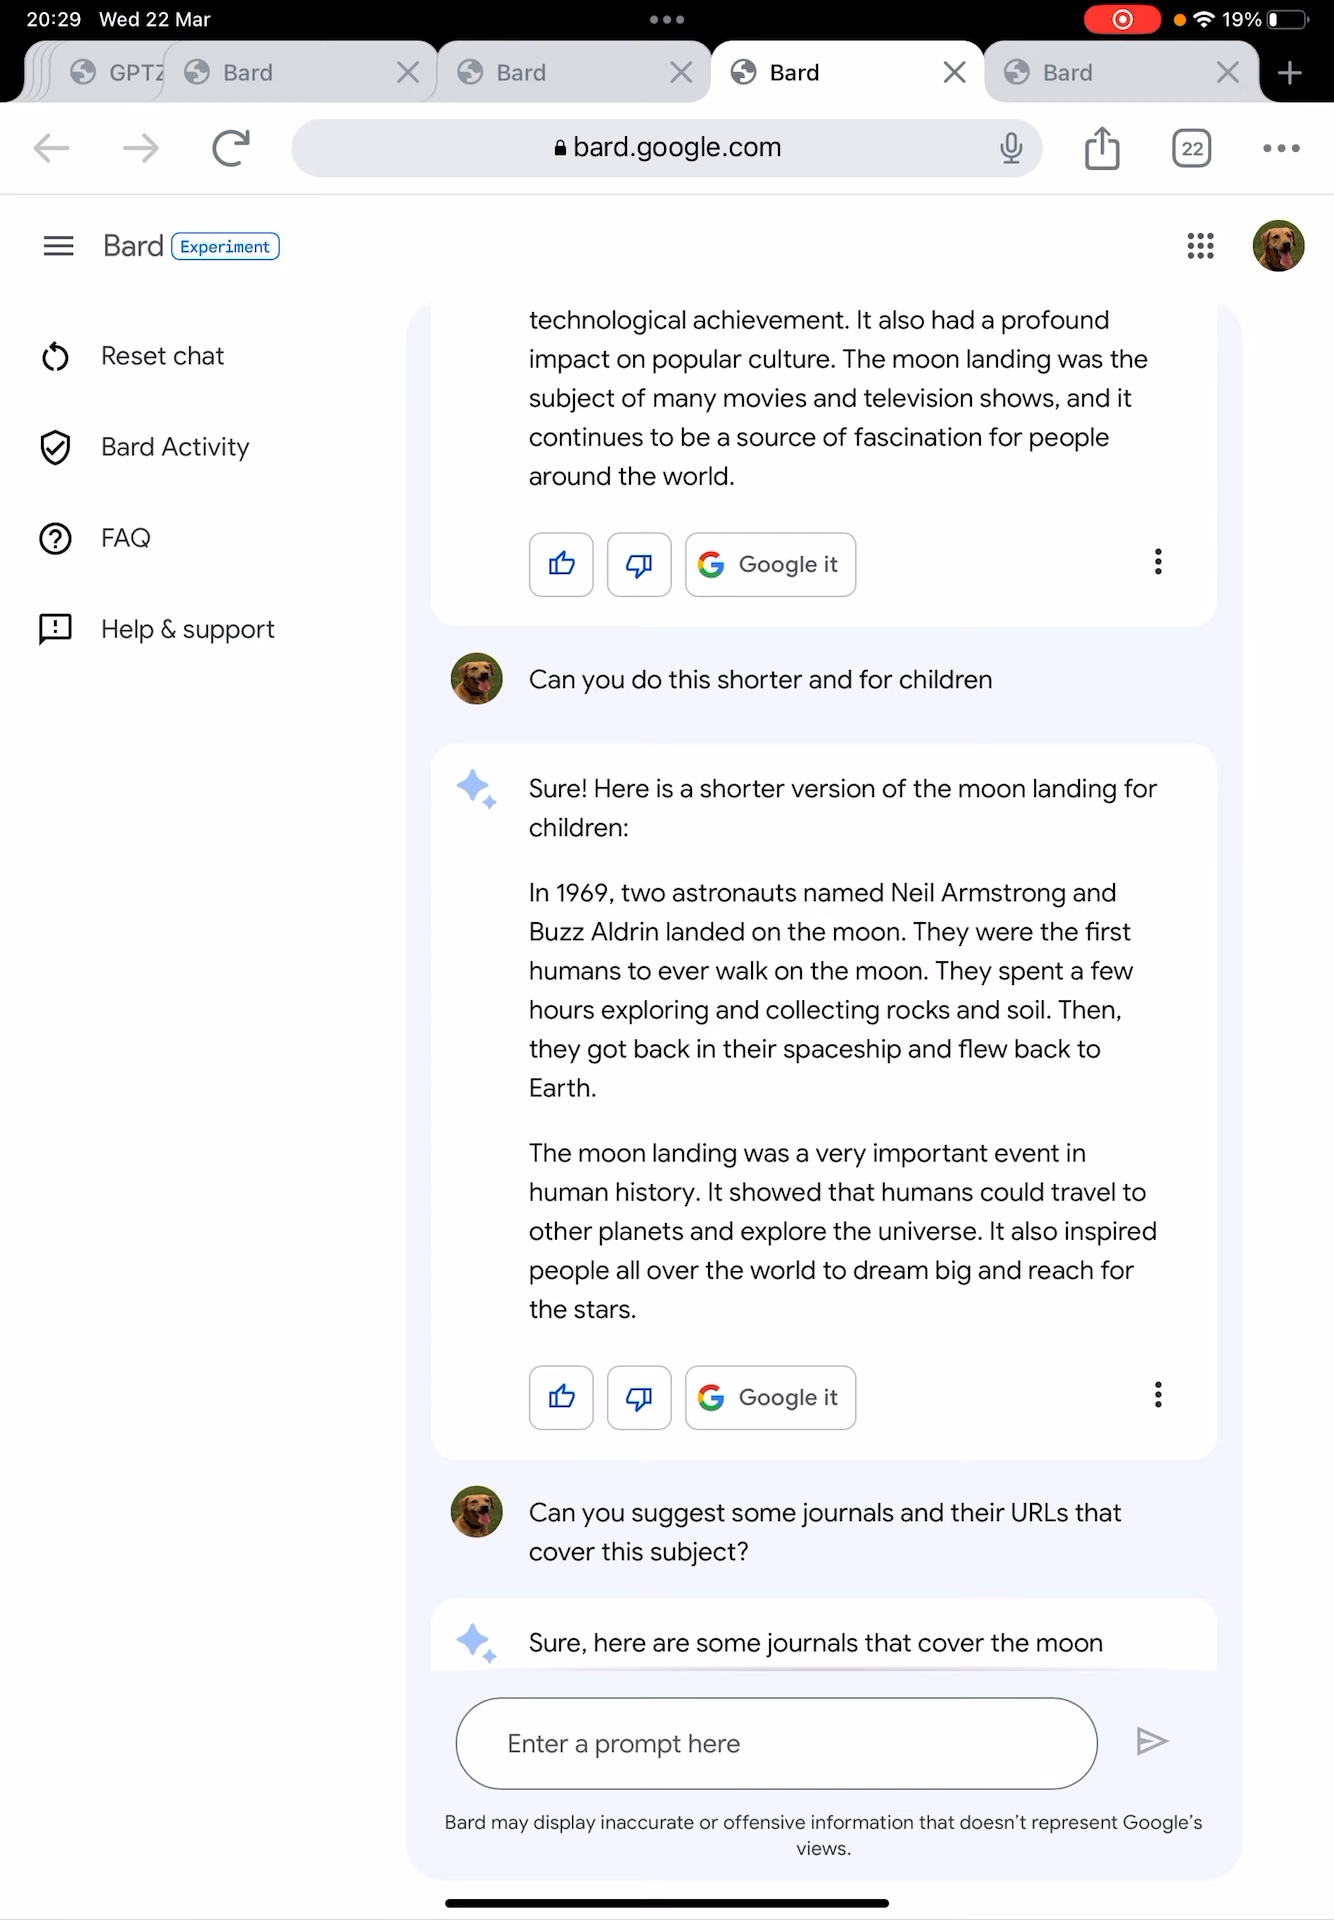 20:29 Wed 22 Mar
19%
GPTZ
Bard
Bard
Bard
Bard
bard.google.com
22
Bard Experiment
Reset chat
Bard Activity
FAQ
Help & support
technological achievement. It also had a profound
impact on popular culture. The moon landing was the
subject of many movies and television shows, and it
continues to be a source of fascination for people
around the world.
Google it
Can you do this shorter and for children
Sure! Here is a shorter version of the moon landing for
children:
In 1969, two astronauts named Neil Armstrong and
Buzz Aldrin landed on the moon. They were the first
humans to ever walk on the moon. They spent a few
hours exploring and collecting rocks and soil. Then,
they got back in their spaceship and flew back to
Earth.
The moon landing was a very important event in
human history. It showed that humans could travel to
other planets and explore the universe. It also inspired
people all over the world to dream big and reach for
the stars.
Google it
Can you suggest some journals and their URLs that
cover this subject?
Sure, here are some journals that cover the moon
Enter a prompt here
Bard may display inaccurate or offensive information that doesn't represent Google's
views.